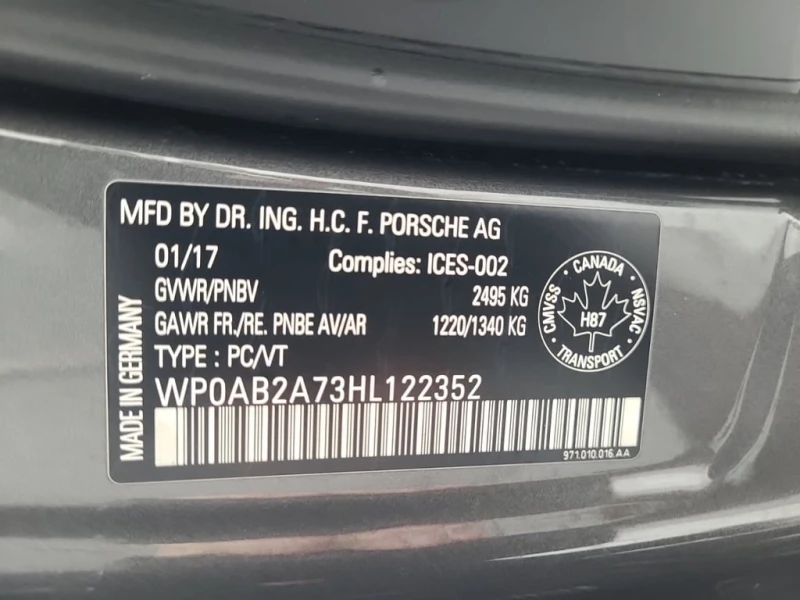 MFD BY DR. ING. H.C. F. PORSCHE AG
01/17 Complies: ICES-002
GVWR/PNBV 2495 KG
GAWR FR./RE. PNBE AV/AR 1220/1340 KG
TYPE : PC/VT
WP0AB2A73HL122352
971.010.016.AA
MADE IN GERMANY
CANADA
CMVSS
NSVAC
H87
TRANSPORT